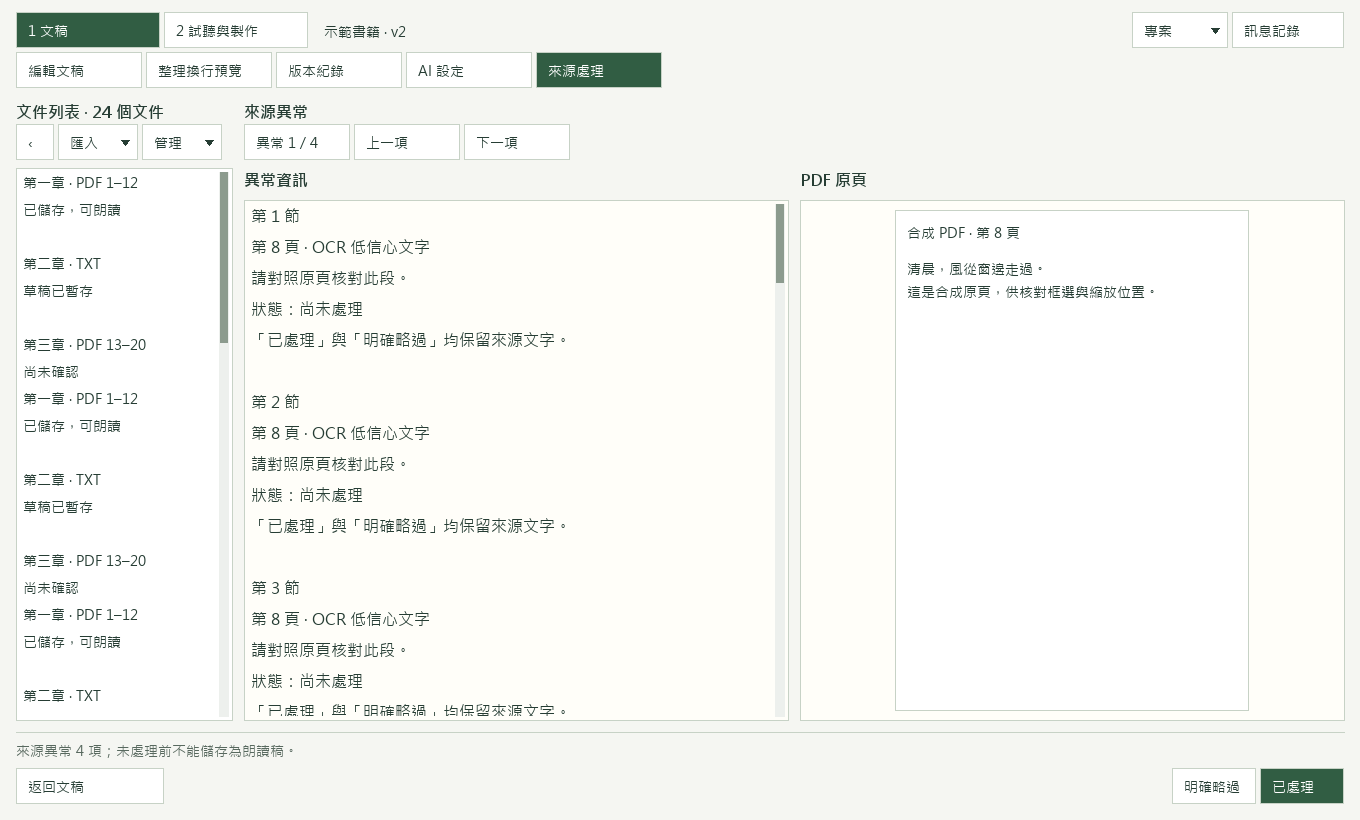 1 文稿
2 試聽與製作
示範書籍 · v2
專案
訊息記錄
編輯文稿
整理換行預覽
版本紀錄
AI 設定
來源處理
文件列表 · 24 個文件
‹
匯入
管理
第一章 · PDF 1–12
已儲存，可朗讀
第二章 · TXT
草稿已暫存
第三章 · PDF 13–20
尚未確認
第一章 · PDF 1–12
已儲存，可朗讀
第二章 · TXT
草稿已暫存
第三章 · PDF 13–20
尚未確認
第一章 · PDF 1–12
已儲存，可朗讀
第二章 · TXT
來源異常
異常 1 / 4
上一項
下一項
異常資訊
第 1 節
第 8 頁 · OCR 低信心文字
請對照原頁核對此段。
狀態：尚未處理
「已處理」與「明確略過」均保留來源文字。
第 2 節
第 8 頁 · OCR 低信心文字
請對照原頁核對此段。
狀態：尚未處理
「已處理」與「明確略過」均保留來源文字。
第 3 節
第 8 頁 · OCR 低信心文字
請對照原頁核對此段。
狀態：尚未處理
「已處理」與「明確略過」均保留來源文字。
PDF 原頁
合成 PDF · 第 8 頁
清晨，風從窗邊走過。
這是合成原頁，供核對框選與縮放位置。
來源異常 4 項；未處理前不能儲存為朗讀稿。
返回文稿
明確略過
已處理